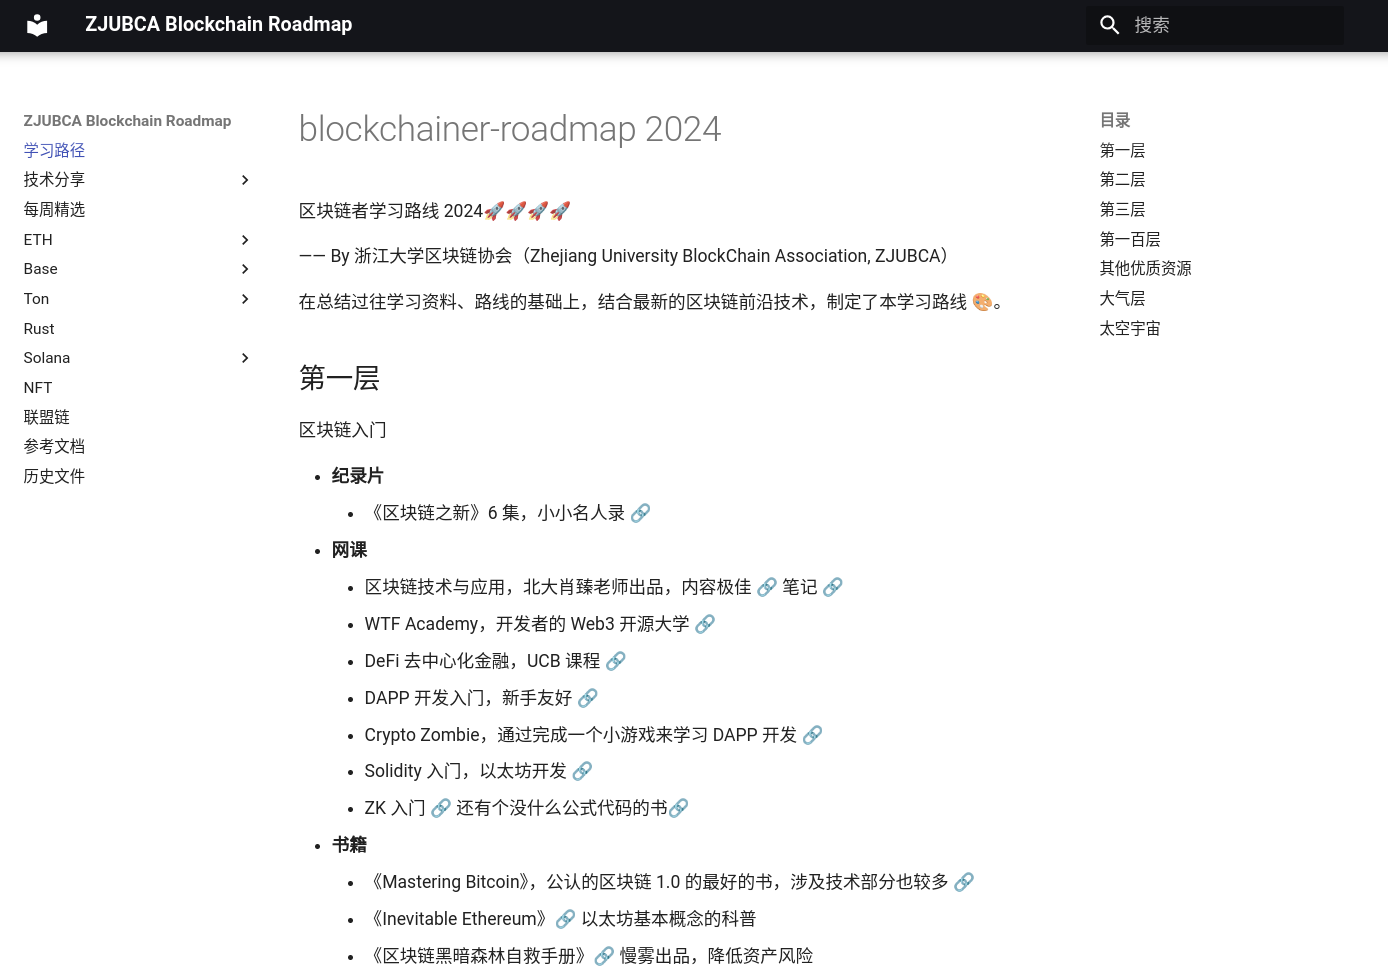 ZJUBCA Blockchain Roadmap
搜索
ZJUBCA Blockchain Roadmap
学习路径
技术分享
每周精选
ETH
Base
Ton
Rust
Solana
NFT
联盟链
参考文档
历史文件
blockchainer-roadmap 2024
区块链者学习路线 2024🚀🚀🚀🚀
—— By 浙江大学区块链协会（Zhejiang University BlockChain Association, ZJUBCA）
在总结过往学习资料、路线的基础上，结合最新的区块链前沿技术，制定了本学习路线 🎨。
第一层
区块链入门
• 纪录片
• 《区块链之新》6 集，小小名人录 🔗
• 网课
• 区块链技术与应用，北大肖臻老师出品，内容极佳 🔗 笔记 🔗
• WTF Academy，开发者的 Web3 开源大学 🔗
• DeFi 去中心化金融，UCB 课程 🔗
• DAPP 开发入门，新手友好 🔗
• Crypto Zombie，通过完成一个小游戏来学习 DAPP 开发 🔗
• Solidity 入门，以太坊开发 🔗
• ZK 入门 🔗 还有个没什么公式代码的书🔗
• 书籍
• 《Mastering Bitcoin》，公认的区块链 1.0 的最好的书，涉及技术部分也较多 🔗
• 《Inevitable Ethereum》🔗 以太坊基本概念的科普
• 《区块链黑暗森林自救手册》🔗 慢雾出品，降低资产风险
目录
第一层
第二层
第三层
第一百层
其他优质资源
大气层
太空宇宙